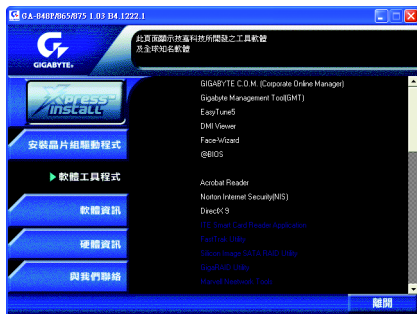 GA-848P/865/875 1.03 B4.1222.1
此頁面顯示技嘉科技所開發之工具軟體
及全球知名軟體
GIGABYTE
Xpress
install
安裝晶片組驅動程式
軟體工具程式
軟體資訊
硬體資訊
與我們聯絡
GIGABYTE C.O.M. (Corporate Online Manager)
Gigabyte Management Tool(GMT)
EasyTune5
DMI Viewer
Face-Wizard
@BIOS
Acrobat Reader
Norton Internet Security(NIS)
DirectX 9
離開